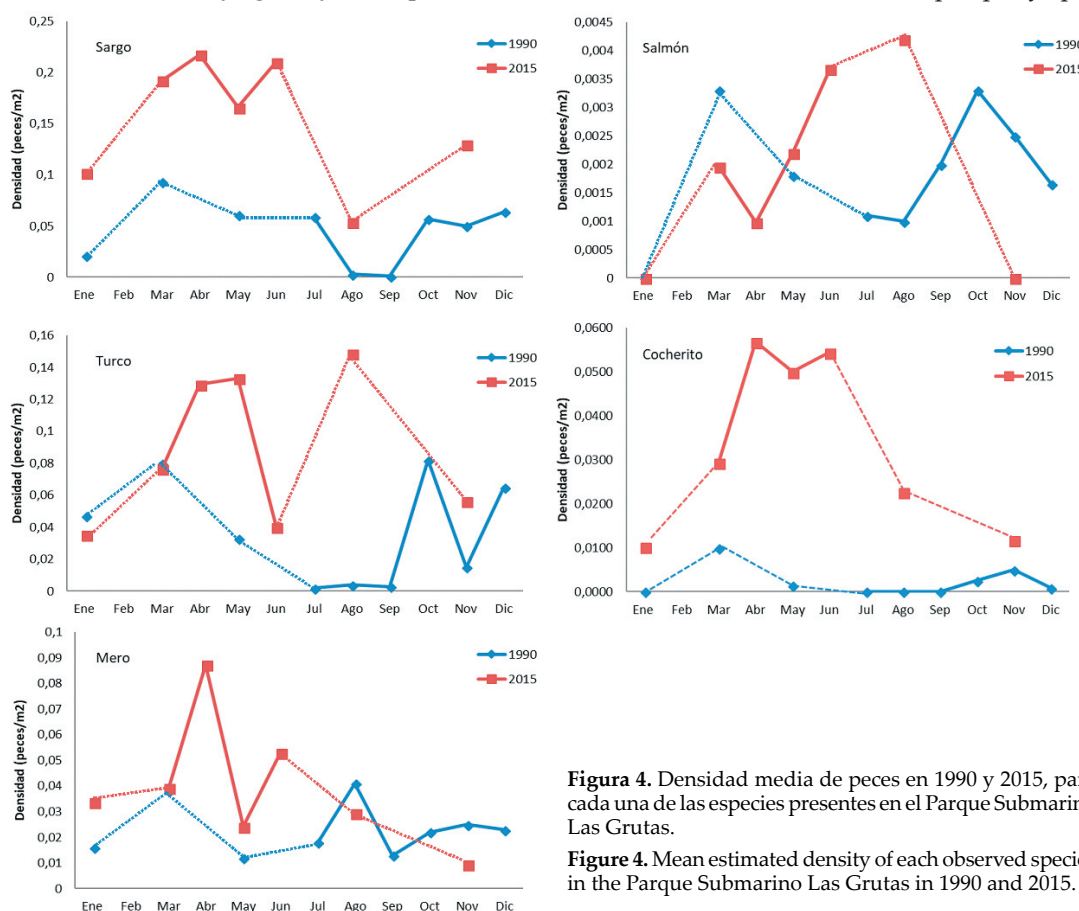 Sargo
1990
2015
Densidad (peces/m2)
0,25
0,2
0,15
0,1
0,05
0
Ene Feb Mar Abr May Jun Jul Ago Sep Oct Nov Dic
Salmón
1990
2015
Densidad (peces/m2)
0,0045
0,004
0,0035
0,003
0,0025
0,002
0,0015
0,001
0,0005
0
Ene Feb Mar Abr May Jun Jul Ago Sep Oct Nov Dic
Turco
1990
2015
Densidad (peces/m2)
0,16
0,14
0,12
0,1
0,08
0,06
0,04
0,02
0
Ene Feb Mar Abr May Jun Jul Ago Sep Oct Nov Dic
Cocherito
1990
2015
Densidad (peces/m2)
0,0600
0,0500
0,0400
0,0300
0,0200
0,0100
0,0000
Ene Feb Mar Abr May Jun Jul Ago Sep Oct Nov Dic
Mero
1990
2015
Densidad (peces/m2)
0,1
0,09
0,08
0,07
0,06
0,05
0,04
0,03
0,02
0,01
0
Ene Feb Mar Abr May Jun Jul Ago Sep Oct Nov Dic
Figura 4. Densidad media de peces en 1990 y 2015, par
cada una de las especies presentes en el Parque Submarin
Las Grutas.
Figure 4. Mean estimated density of each observed specie
in the Parque Submarino Las Grutas in 1990 and 2015.